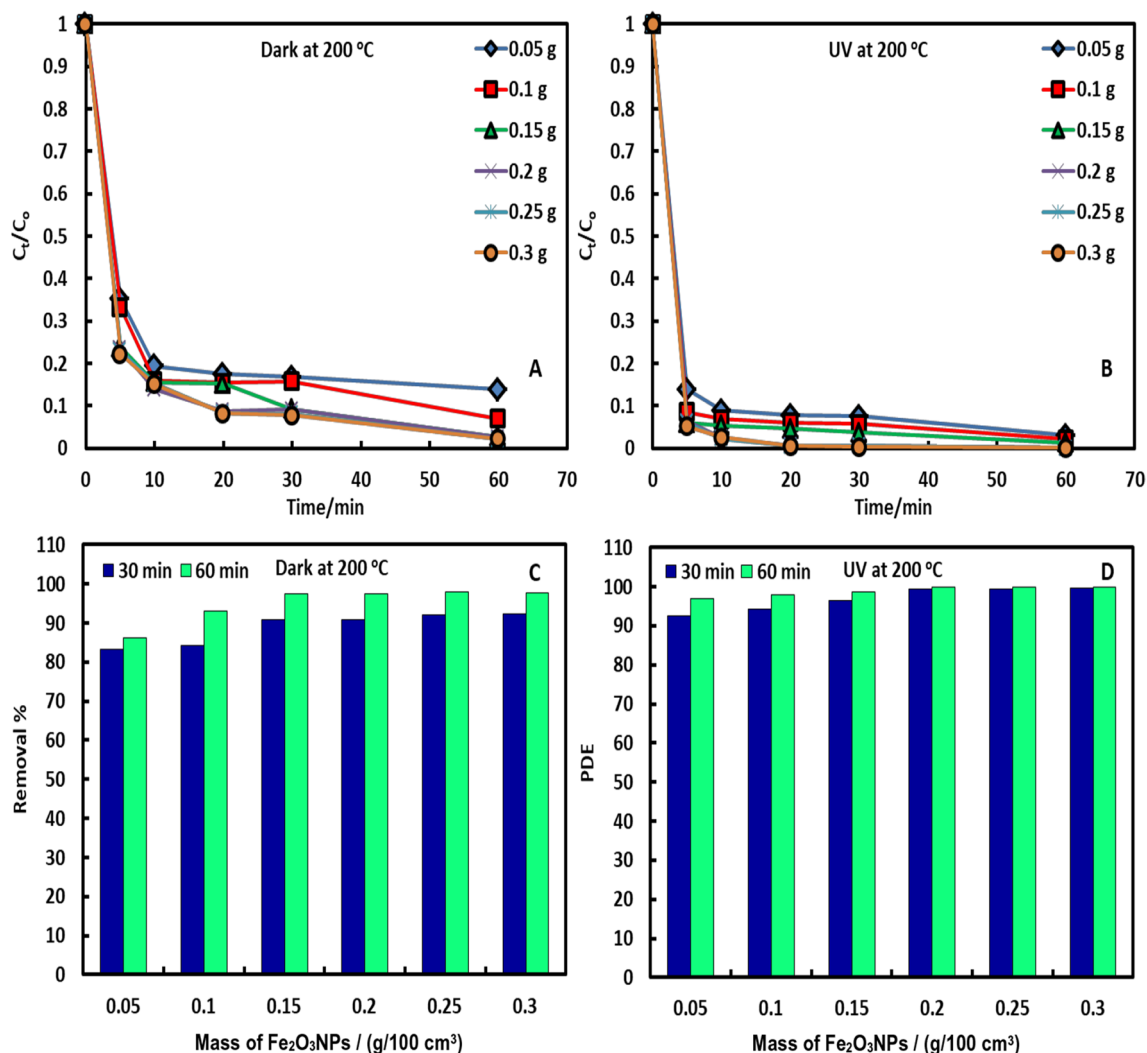 Dark at 200 ºC
0.05 g
0.1 g
0.15 g
0.2 g
0.25 g
0.3 g
A
1
0.9
0.8
0.7
0.6
0.5
0.4
0.3
0.2
0.1
0
Cₜ/Cₒ
0 10 20 30 40 50 60 70
Time/min
UV at 200 ºC
0.05 g
0.1 g
0.15 g
0.2 g
0.25 g
0.3 g
B
1
0.9
0.8
0.7
0.6
0.5
0.4
0.3
0.2
0.1
0
Cₜ/Cₒ
0 10 20 30 40 50 60 70
Time/min
30 min 60 min Dark at 200 ºC C
110
100
90
80
70
60
50
40
30
20
10
0
Removal %
0.05 0.1 0.15 0.2 0.25 0.3
Mass of Fe₂O₃NPs / (g/100 cm³)
30 min 60 min UV at 200 ºC D
110
100
90
80
70
60
50
40
30
20
10
0
PDE
0.05 0.1 0.15 0.2 0.25 0.3
Mass of Fe₂O₃NPs / (g/100 cm³)